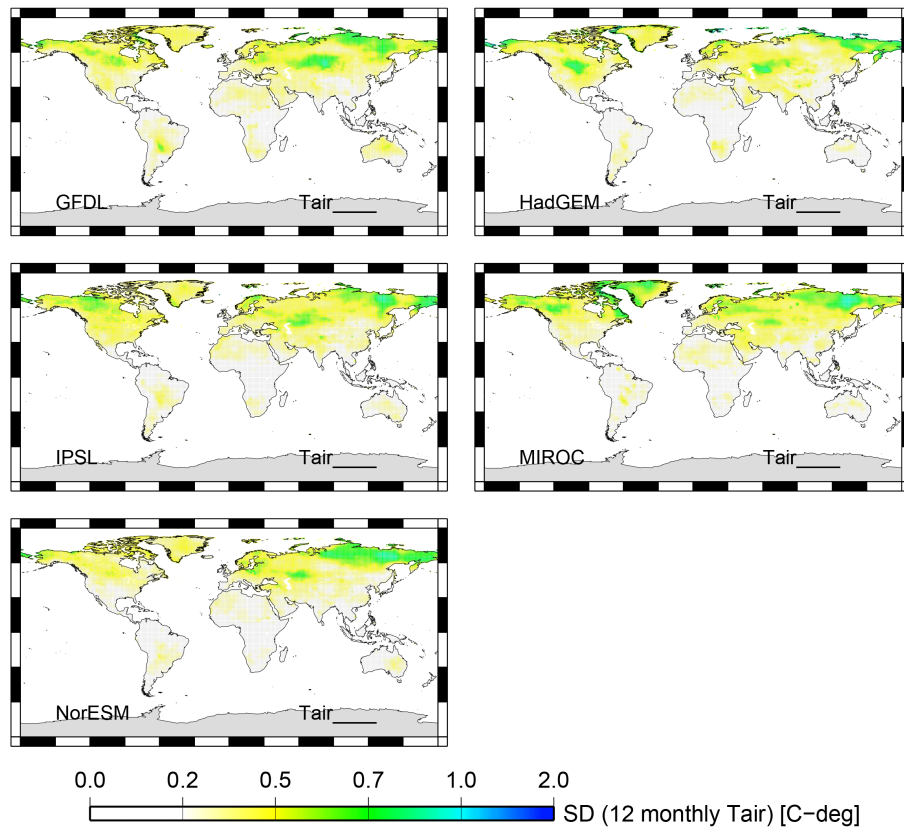 GFDL Tair
HadGEM Tair
IPSL Tair
MIROC Tair
NorESM Tair
0.0 0.2 0.5 0.7 1.0 2.0
SD (12 monthly Tair) [C−deg]